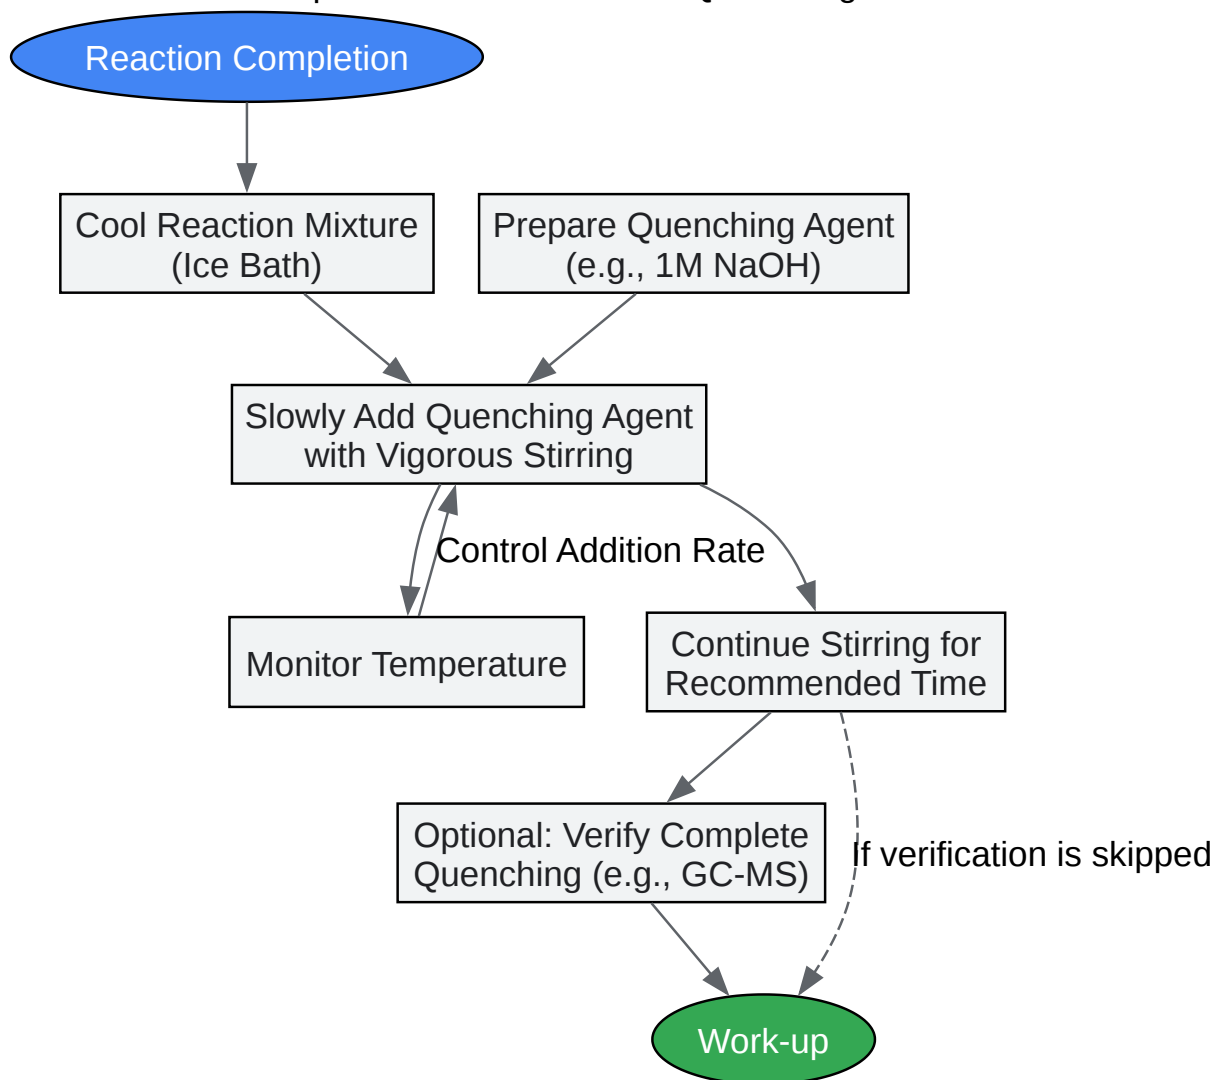 Reaction Completion
Cool Reaction Mixture
(Ice Bath)
Prepare Quenching Agent
(e.g., 1M NaOH)
Slowly Add Quenching Agent
with Vigorous Stirring
Control Addition Rate
Monitor Temperature
Continue Stirring for
Recommended Time
Optional: Verify Complete
Quenching (e.g., GC-MS)
If verification is skipped
Work-up